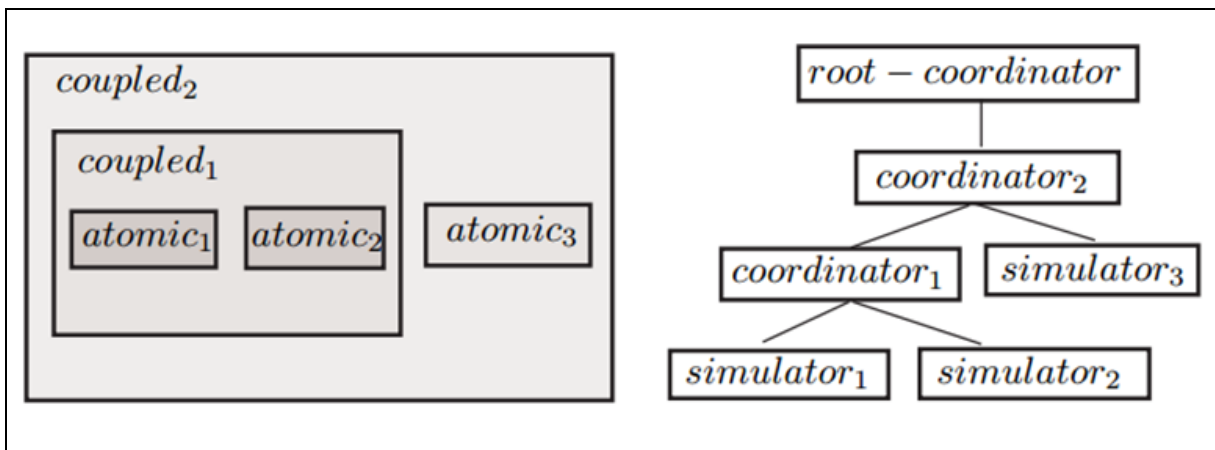 coupled₂
coupled₁
atomic₁ atomic₂ atomic₃
root − coordinator
coordinator₂
coordinator₁ simulator₃
simulator₁ simulator₂